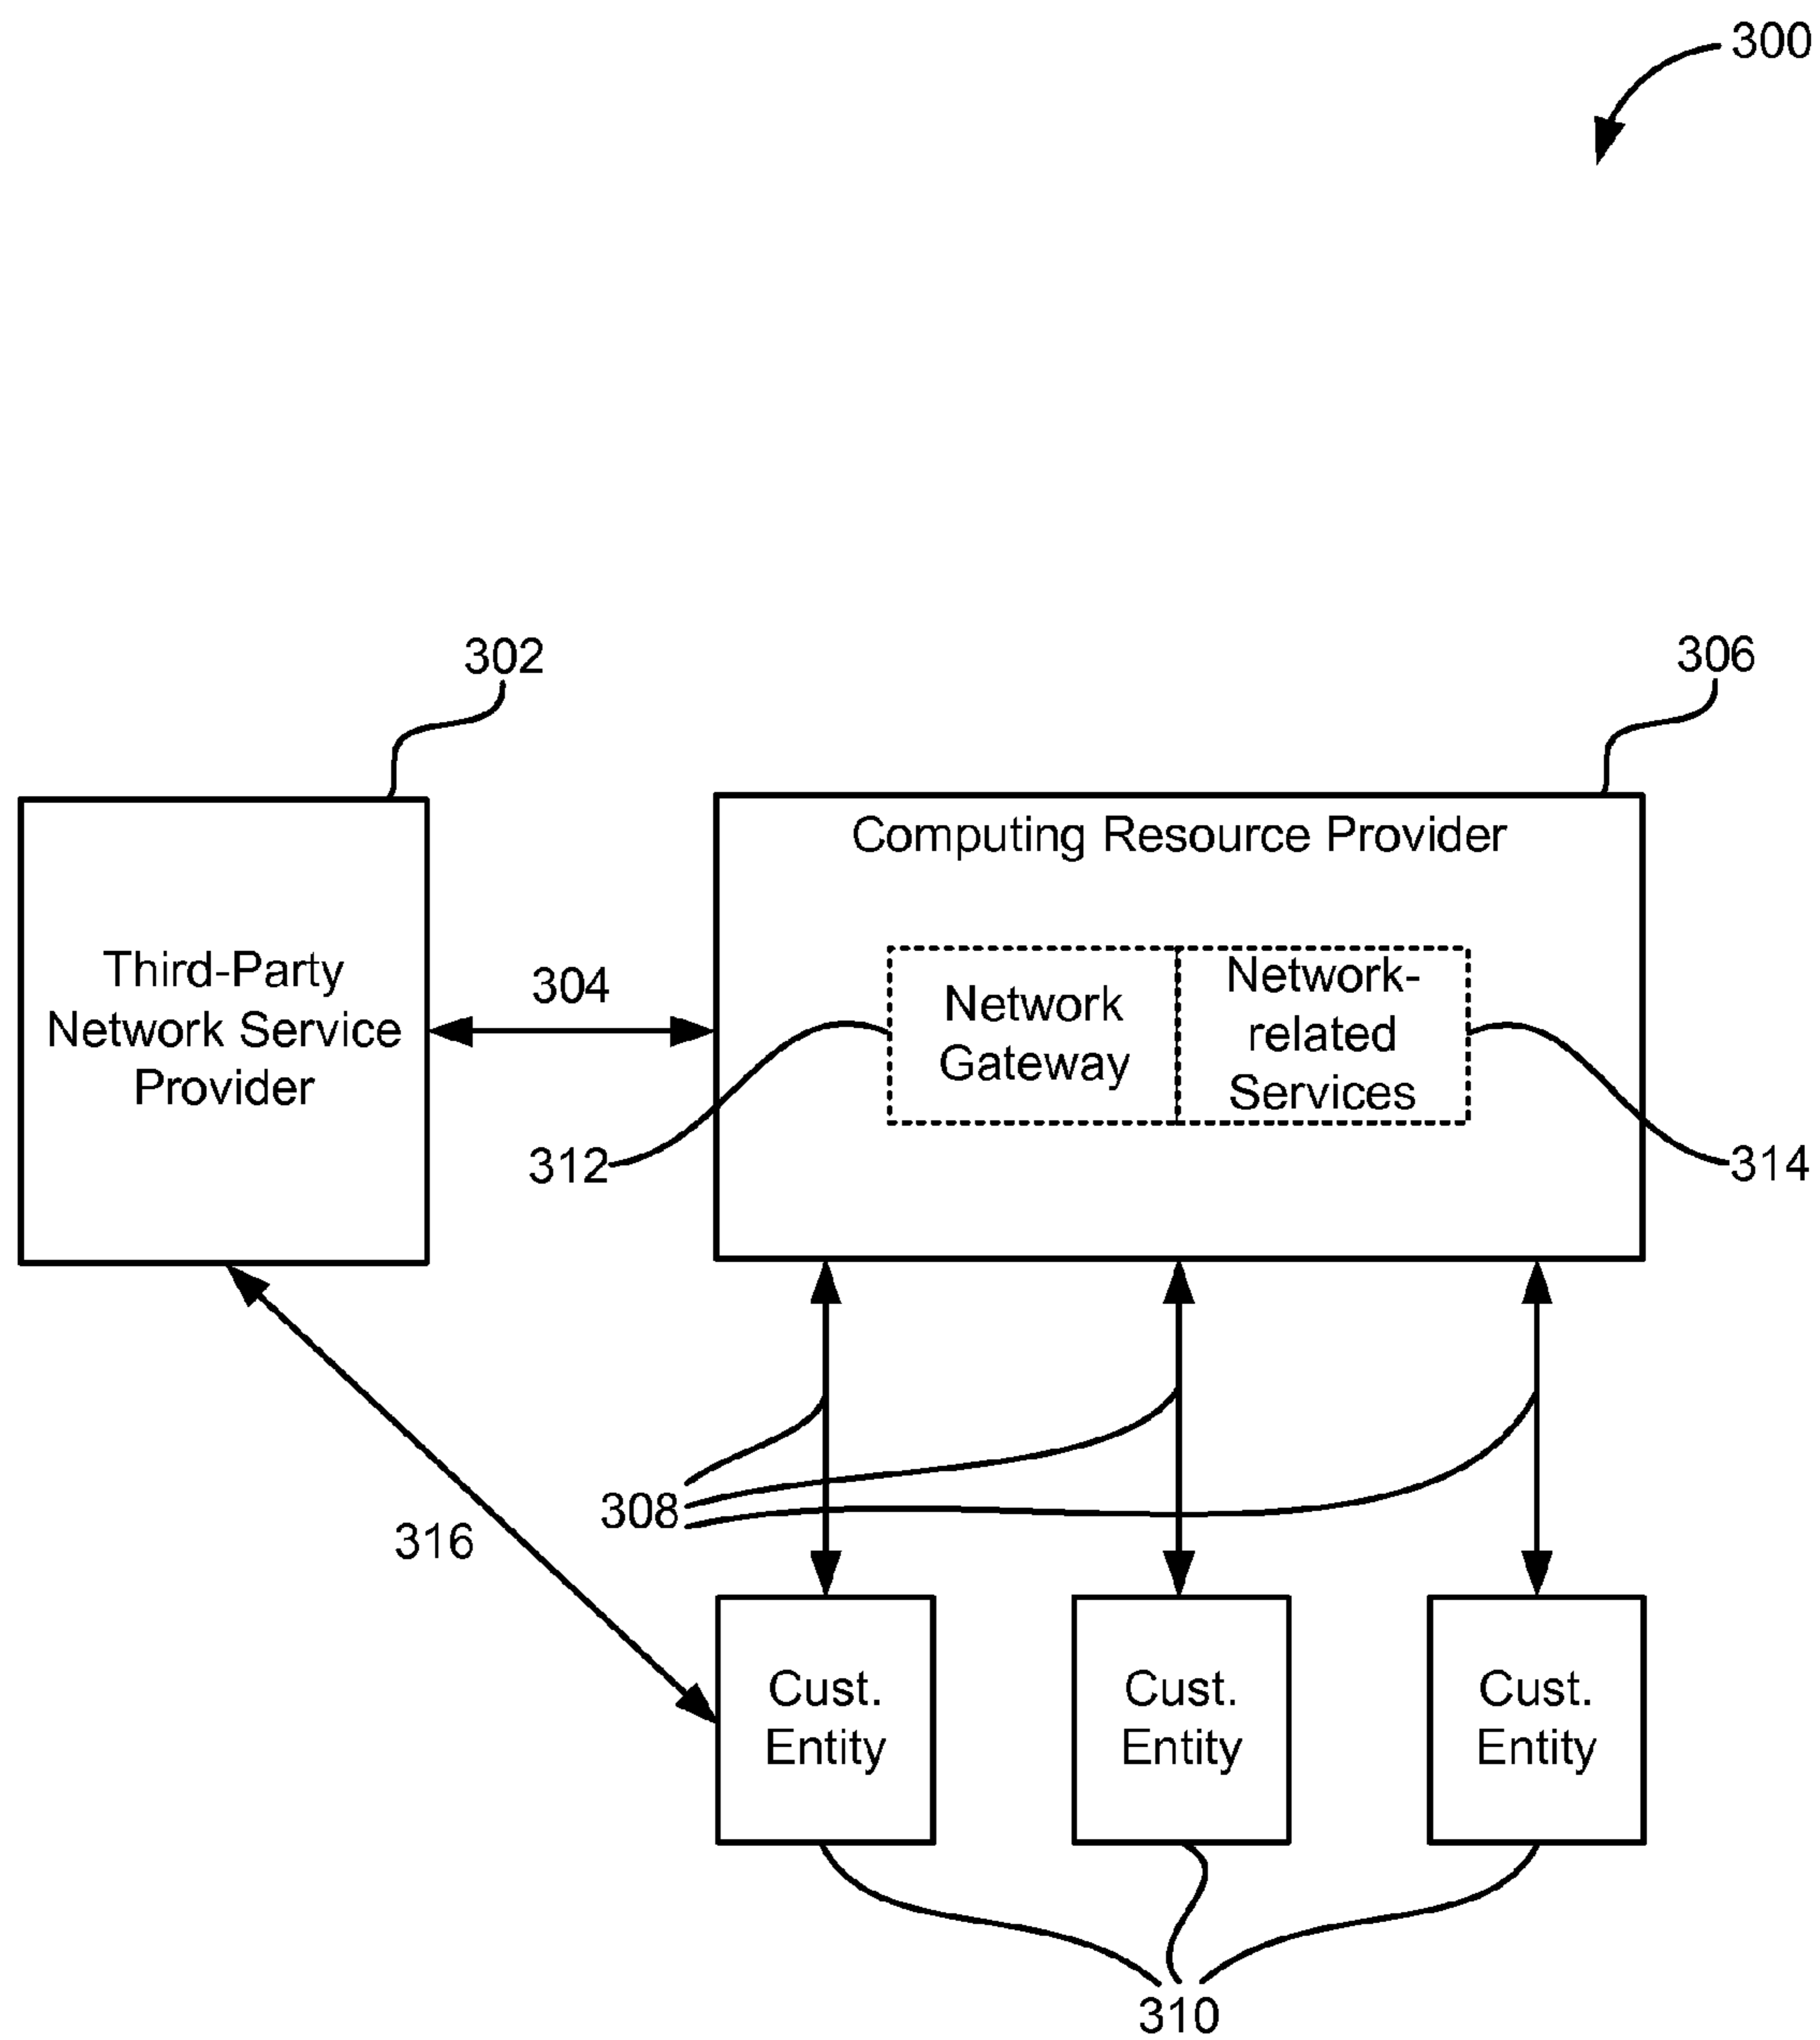 300
302
306
Computing Resource Provider
Third-Party
Network Service
Provider
304
Network
Gateway
Network-
related
Services
312
314
308
316
Cust.
Entity
Cust.
Entity
Cust.
Entity
310